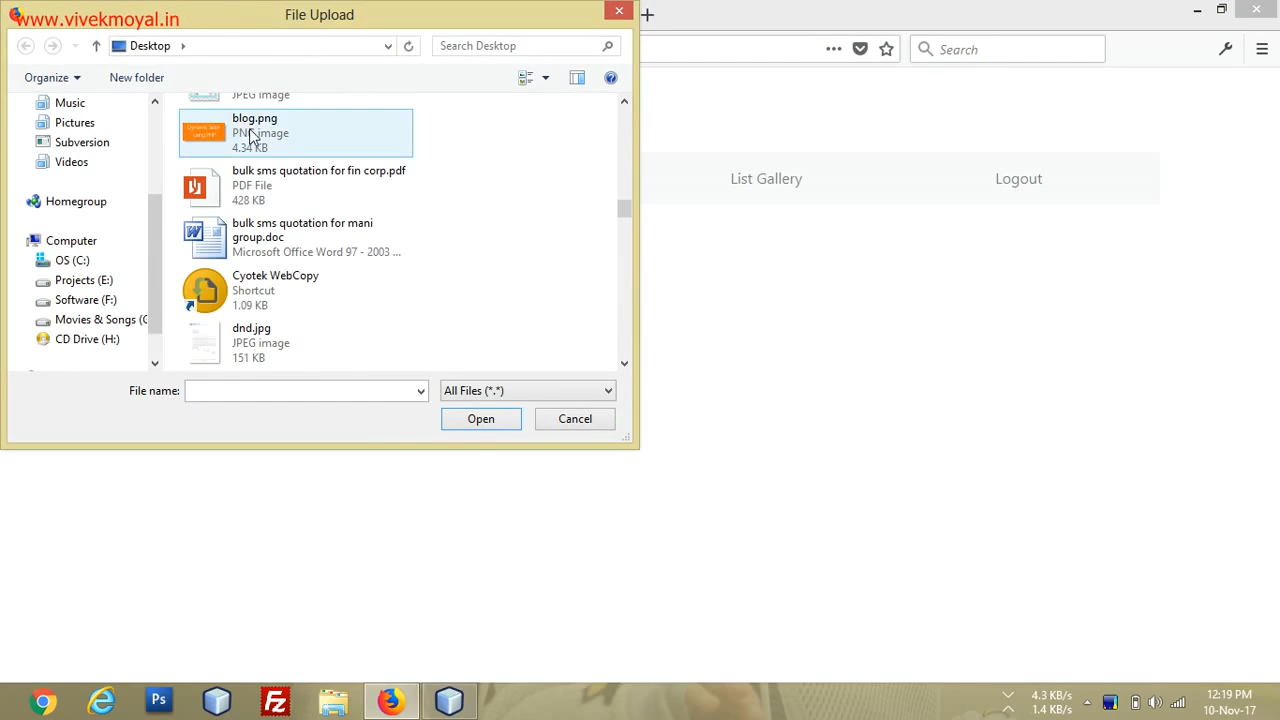 www.vivekmoyal.in
File Upload
Desktop
Search Desktop
Search
Organize
New folder
Music
Pictures
Subversion
Videos
Homegroup
Computer
OS (C:)
Projects (E:)
Software (F:)
Movies & Songs (G
CD Drive (H:)
JPEG image
blog.png
PNG image
4.34 KB
bulk sms quotation for fin corp.pdf
PDF File
428 KB
bulk sms quotation for mani
group.doc
Microsoft Office Word 97 - 2003 ...
Cyotek WebCopy
Shortcut
1.09 KB
dnd.jpg
JPEG image
151 KB
File name:
All Files (*.*)
Open
Cancel
List Gallery
Logout
Ps
Fz
4.3 KB/s
1.4 KB/s
12:19 PM
10-Nov-17